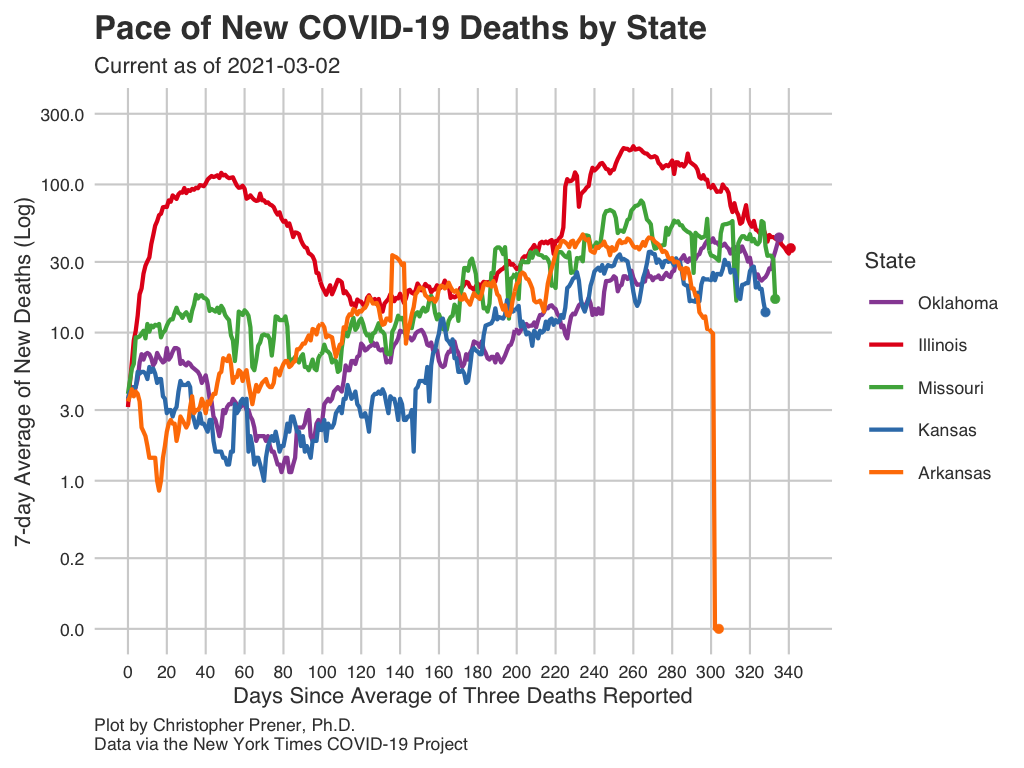 Pace of New COVID-19 Deaths by State
Current as of 2021-03-02
300.0
100.0
30.0
10.0
3.0
1.0
0.2
0.0
7-day Average of New Deaths (Log)
0 20 40 60 80 100 120 140 160 180 200 220 240 260 280 300 320 340
Days Since Average of Three Deaths Reported
State
Oklahoma
Illinois
Missouri
Kansas
Arkansas
Plot by Christopher Prener, Ph.D.
Data via the New York Times COVID-19 Project